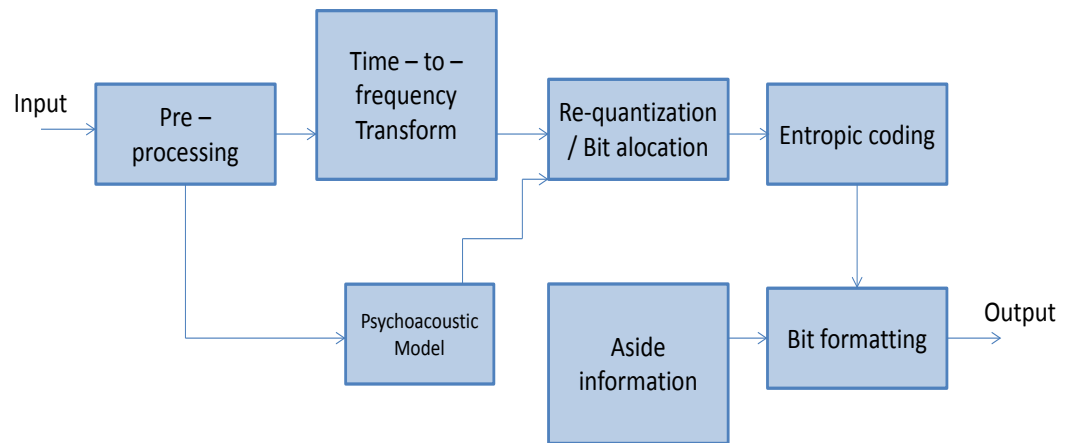 Input
Pre –
processing
Time – to –
frequency
Transform
Re-quantization
/ Bit alocation
Entropic coding
Psychoacoustic
Model
Aside
information
Bit formatting
Output